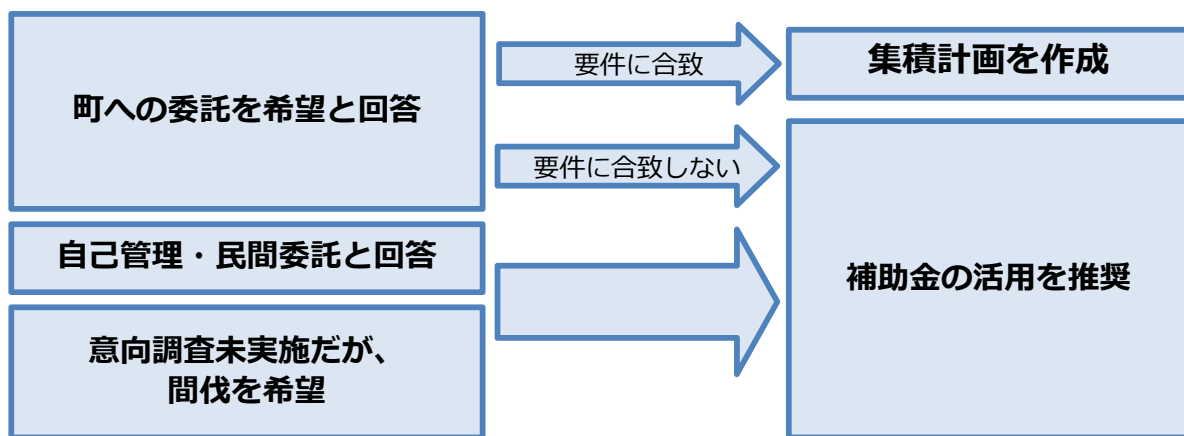 町への委託を希望と回答
要件に合致
集積計画を作成
要件に合致しない
自己管理・民間委託と回答
補助金の活用を推奨
意向調査未実施だが、
間伐を希望